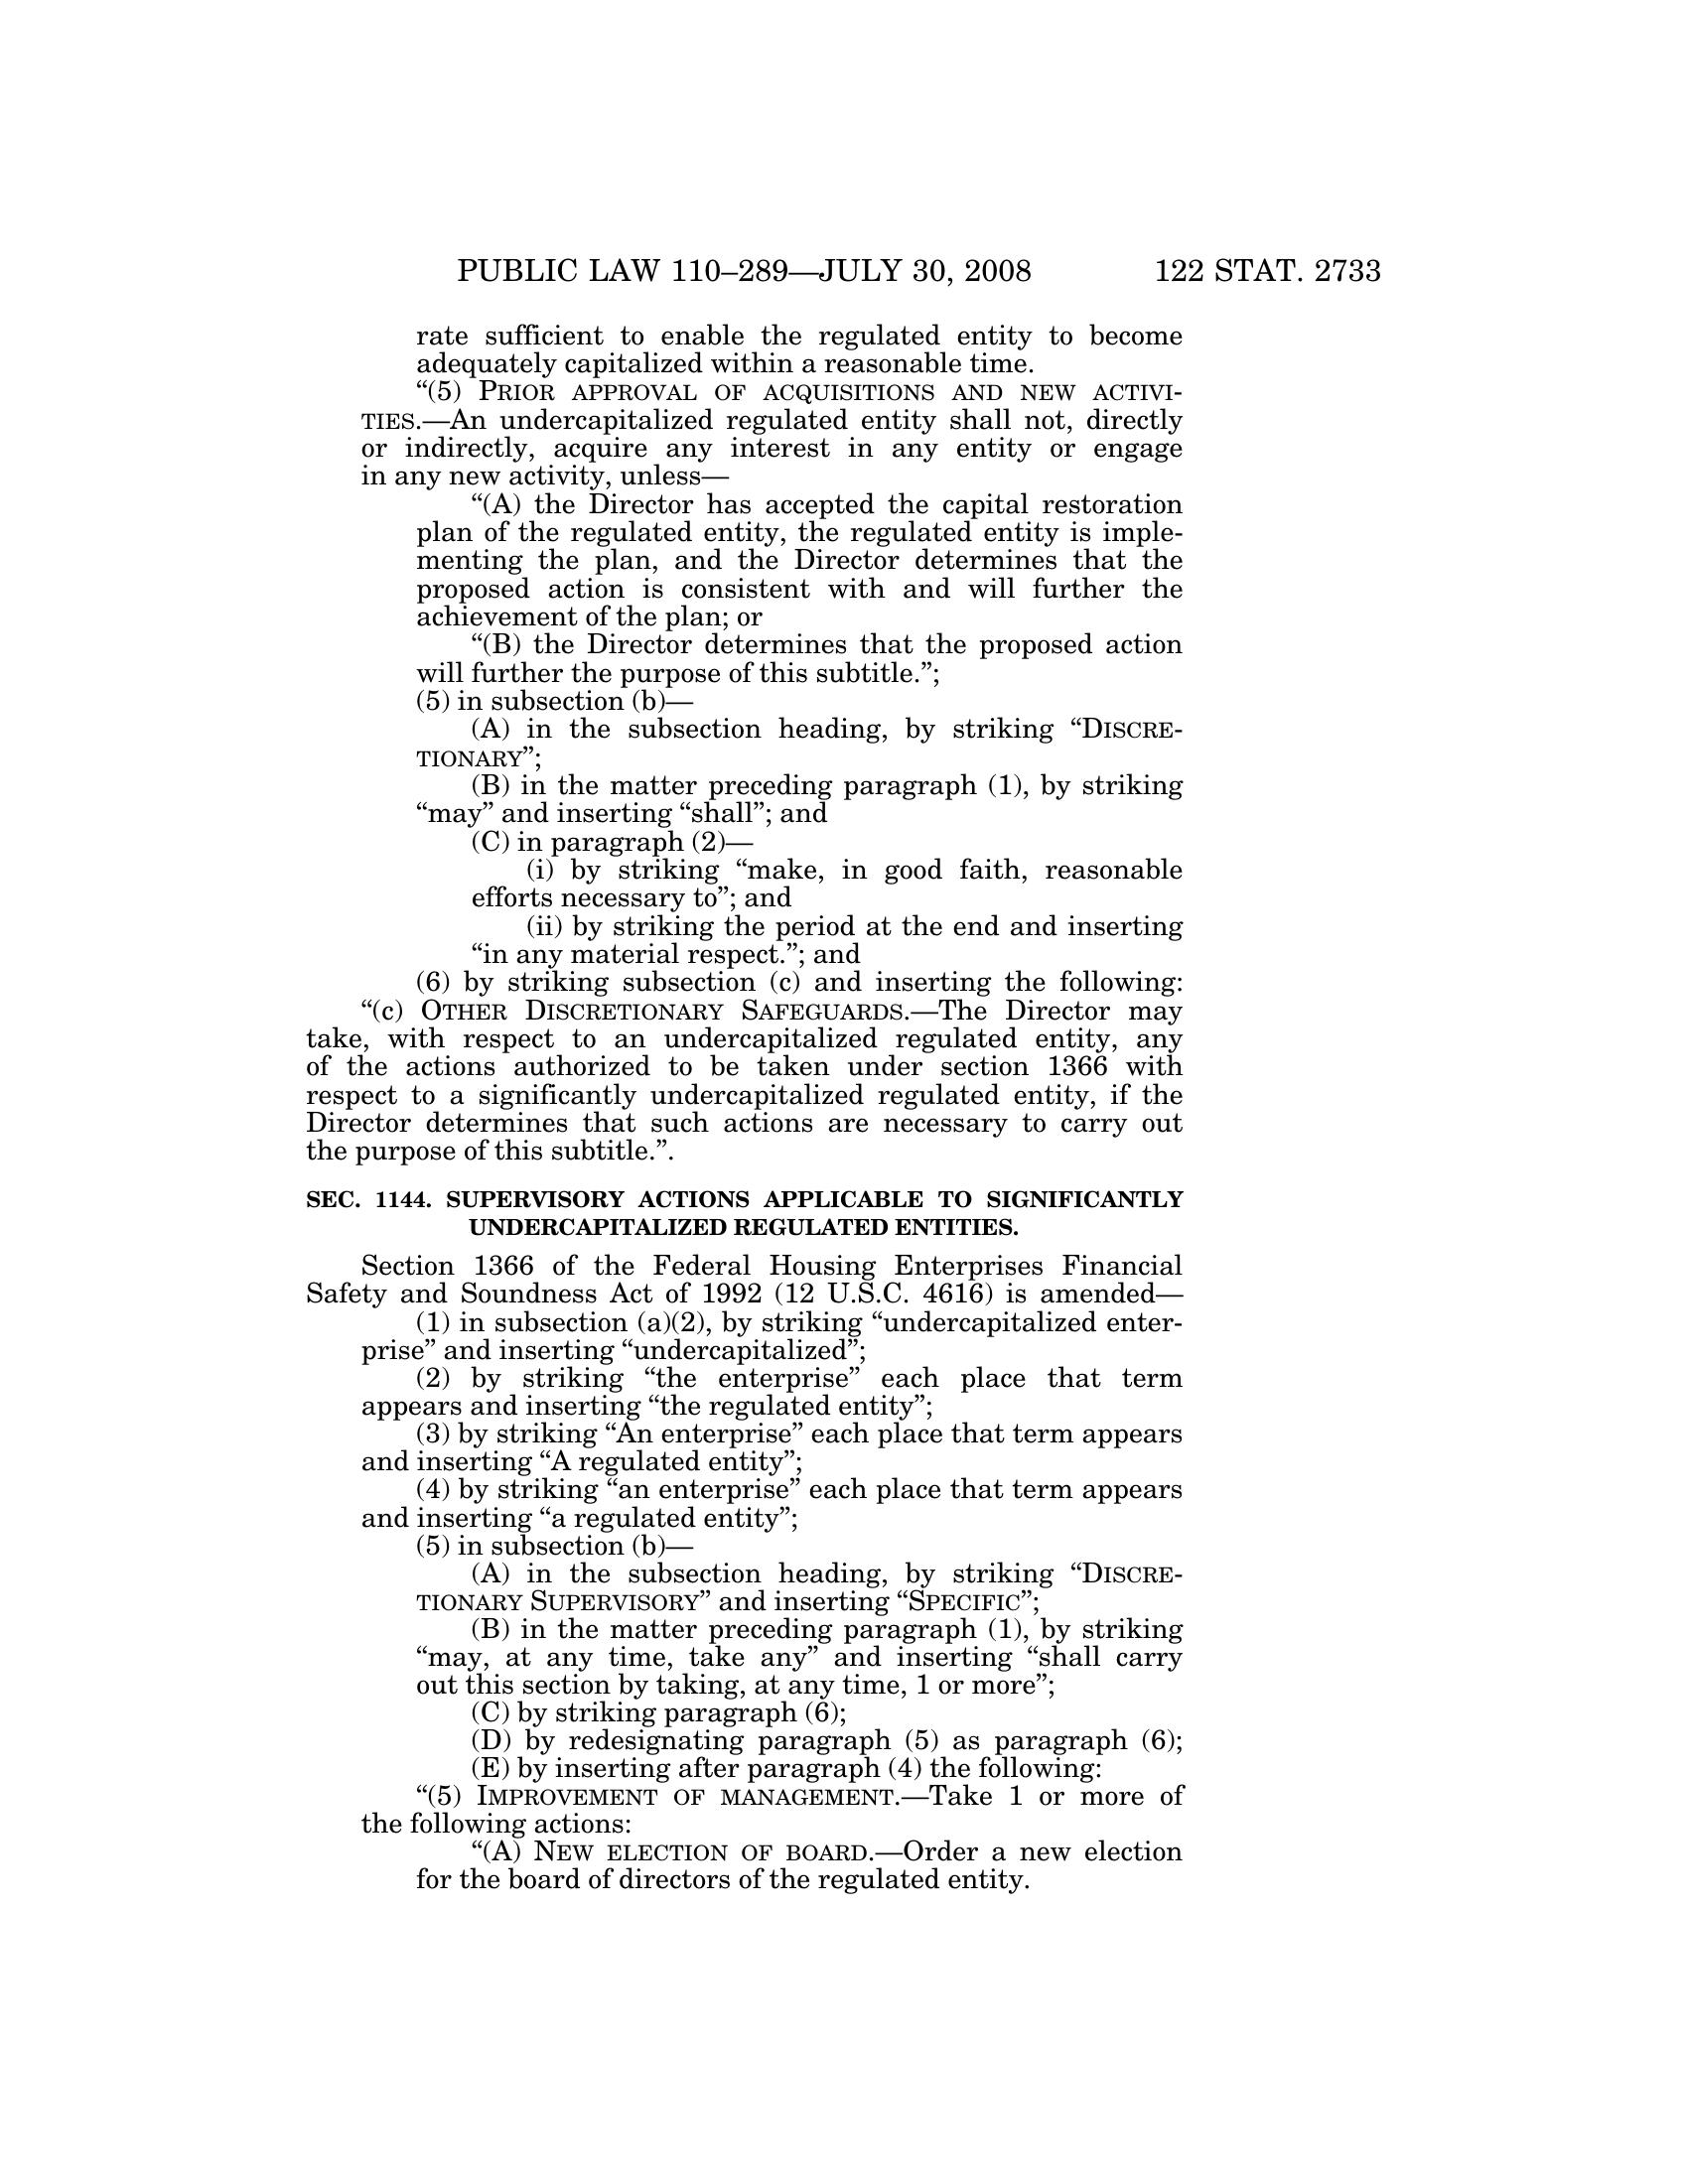 PUBLIC LAW 110–289—JULY 30, 2008 122 STAT. 2733
rate sufficient to enable the regulated entity to become
adequately capitalized within a reasonable time.
“(5) PRIOR APPROVAL OF ACQUISITIONS AND NEW ACTIVI-
TIES.—An undercapitalized regulated entity shall not, directly
or indirectly, acquire any interest in any entity or engage
in any new activity, unless—
“(A) the Director has accepted the capital restoration
plan of the regulated entity, the regulated entity is imple-
menting the plan, and the Director determines that the
proposed action is consistent with and will further the
achievement of the plan; or
“(B) the Director determines that the proposed action
will further the purpose of this subtitle.”;
(5) in subsection (b)—
(A) in the subsection heading, by striking “DISCRE-
TIONARY”;
(B) in the matter preceding paragraph (1), by striking
“may” and inserting “shall”; and
(C) in paragraph (2)—
(i) by striking “make, in good faith, reasonable
efforts necessary to”; and
(ii) by striking the period at the end and inserting
“in any material respect.”; and
(6) by striking subsection (c) and inserting the following:
“(c) OTHER DISCRETIONARY SAFEGUARDS.—The Director may
take, with respect to an undercapitalized regulated entity, any
of the actions authorized to be taken under section 1366 with
respect to a significantly undercapitalized regulated entity, if the
Director determines that such actions are necessary to carry out
the purpose of this subtitle.”.
SEC. 1144. SUPERVISORY ACTIONS APPLICABLE TO SIGNIFICANTLY
UNDERCAPITALIZED REGULATED ENTITIES.
Section 1366 of the Federal Housing Enterprises Financial
Safety and Soundness Act of 1992 (12 U.S.C. 4616) is amended—
(1) in subsection (a)(2), by striking “undercapitalized enter-
prise” and inserting “undercapitalized”;
(2) by striking “the enterprise” each place that term
appears and inserting “the regulated entity”;
(3) by striking “An enterprise” each place that term appears
and inserting “A regulated entity”;
(4) by striking “an enterprise” each place that term appears
and inserting “a regulated entity”;
(5) in subsection (b)—
(A) in the subsection heading, by striking “DISCRE-
TIONARY SUPERVISORY” and inserting “SPECIFIC”;
(B) in the matter preceding paragraph (1), by striking
“may, at any time, take any” and inserting “shall carry
out this section by taking, at any time, 1 or more”;
(C) by striking paragraph (6);
(D) by redesignating paragraph (5) as paragraph (6);
(E) by inserting after paragraph (4) the following:
“(5) IMPROVEMENT OF MANAGEMENT.—Take 1 or more of
the following actions:
“(A) NEW ELECTION OF BOARD.—Order a new election
for the board of directors of the regulated entity.